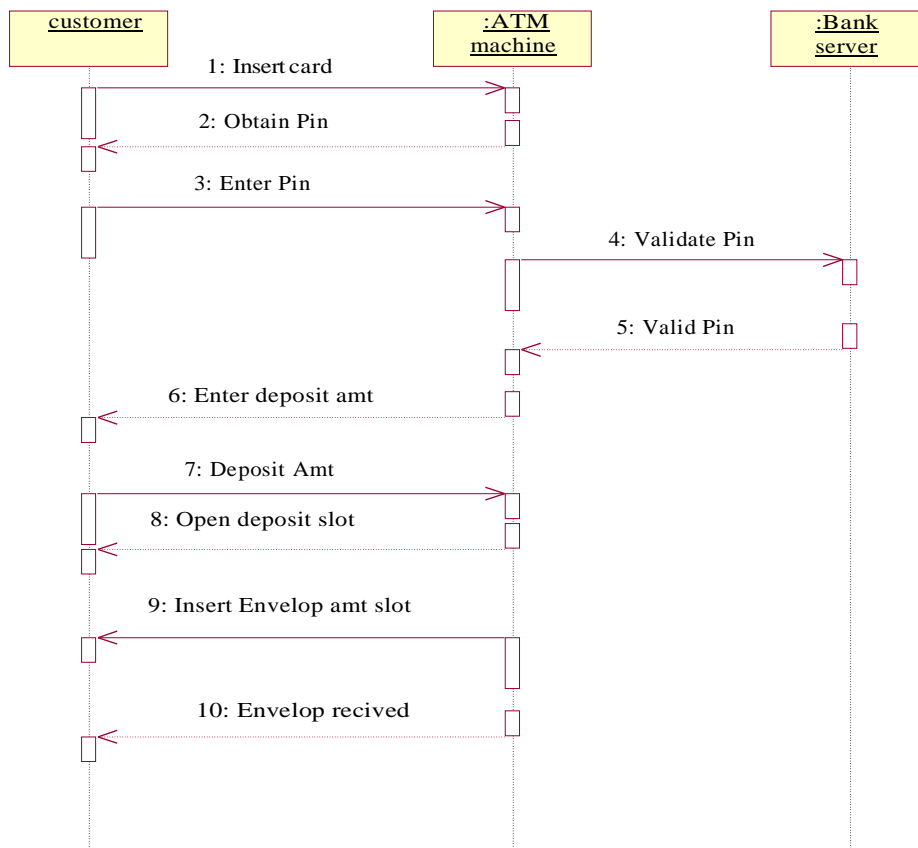 customer
:ATM
machine
:Bank
server
1: Insert card
2: Obtain Pin
3: Enter Pin
4: Validate Pin
5: Valid Pin
6: Enter deposit amt
7: Deposit Amt
8: Open deposit slot
9: Insert Envelop amt slot
10: Envelop recived